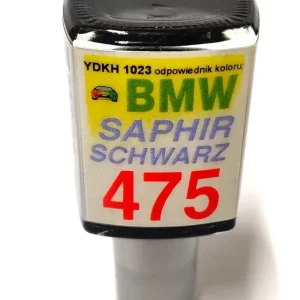 YDKH 1023 odpowiednik koloru:
BMW
SAPHIR
SCHWARZ
475